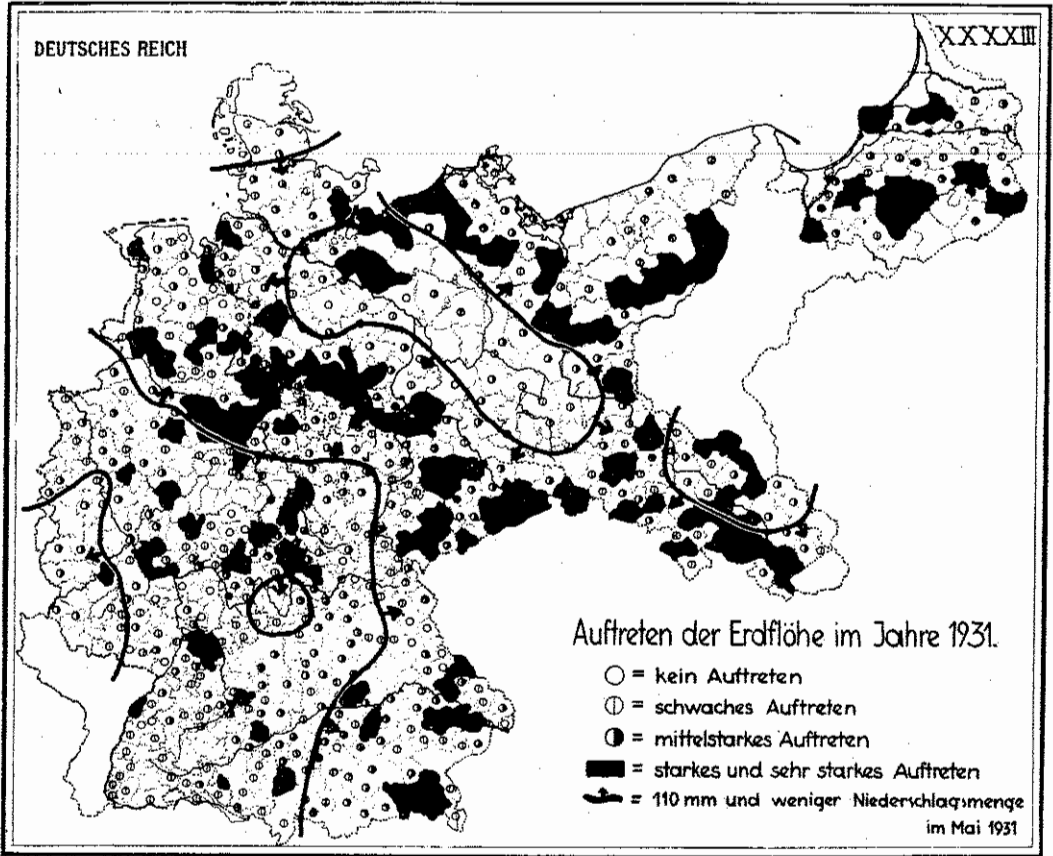 DEUTSCHES REICH
XXXXIII
Auftreten der Erdflöhe im Jahre 1931.
= kein Auftreten
= schwaches Auftreten
= mittelstarkes Auftreten
= starkes und sehr starkes Auftreten
= 110 mm und weniger Niederschlagsmenge
im Mai 1931